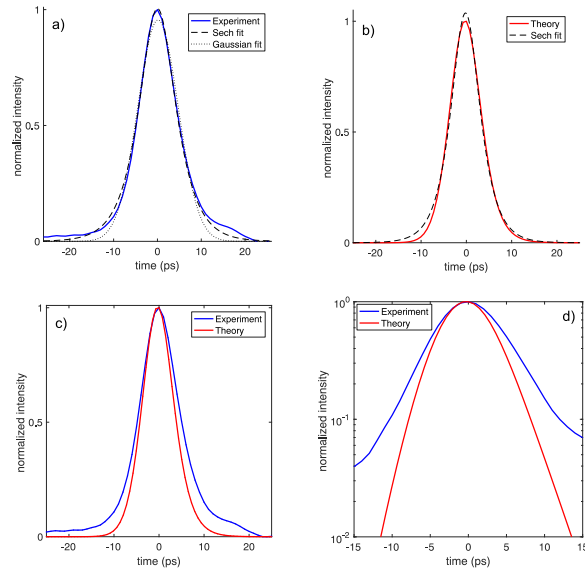 a)
Experiment
Sech fit
Gaussian fit
normalized intensity
1
0.5
0
-20 -10 0 10 20
time (ps)
b)
Theory
Sech fit
normalized intensity
1
0.5
0
-20 -10 0 10 20
time (ps)
c)
Experiment
Theory
normalized intensity
1
0.5
0
-20 -10 0 10 20
time (ps)
d)
Experiment
Theory
normalized intensity
10^0
10^-1
10^-2
-15 -10 -5 0 5 10 15
time (ps)